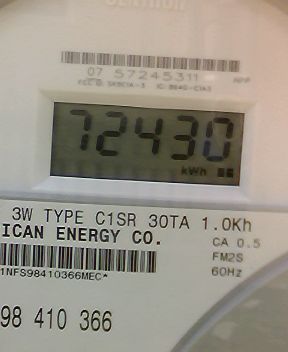 CENTRON
07 57245311
72430
kWh
3W TYPE C1SR 30TA 1.0Kh
ICAN ENERGY CO.
CA 0.5
FM2S
60Hz
1NFS98410366MEC*
98 410 366